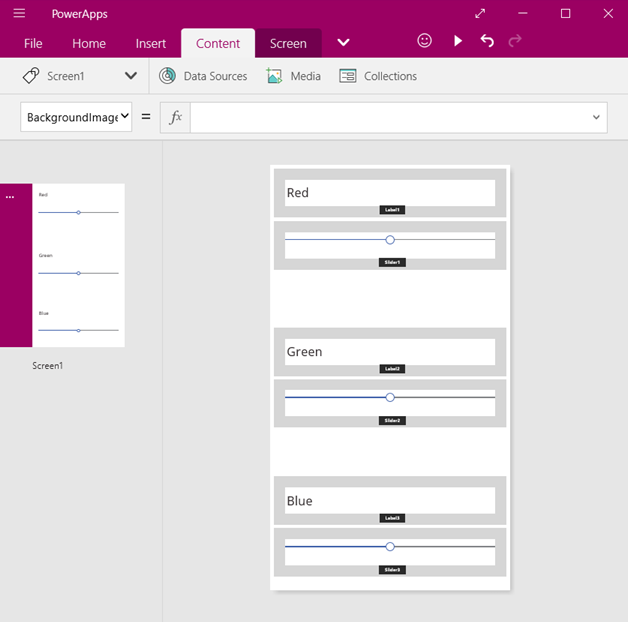 PowerApps
File Home Insert Content Screen
Screen1 Data Sources Media Collections
BackgroundImage = fx
Red
Green
Blue
Screen1
Red
Label1
Slider1
Green
Label2
Slider2
Blue
Label3
Slider3